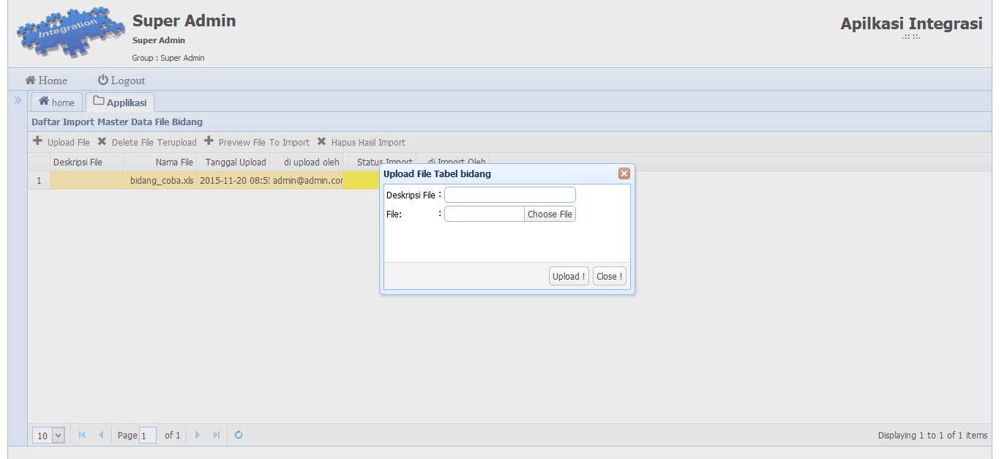 Integration
Super Admin
Super Admin
Group : Super Admin
Apilkasi Integrasi
.:: ::.
Home Logout
home Applikasi
Daftar Import Master Data File Bidang
Upload File Delete File Terupload Preview File To Import Hapus Hasil Import
Deskripsi File Nama File Tanggal Upload di upload oleh Status Import di Import Oleh
1 bidang_coba.xls 2015-11-20 08:55 admin@admin.cor
Upload File Tabel bidang
Deskripsi File :
File: :
Choose File
Upload ! Close !
10 Page 1 of 1 Displaying 1 to 1 of 1 items